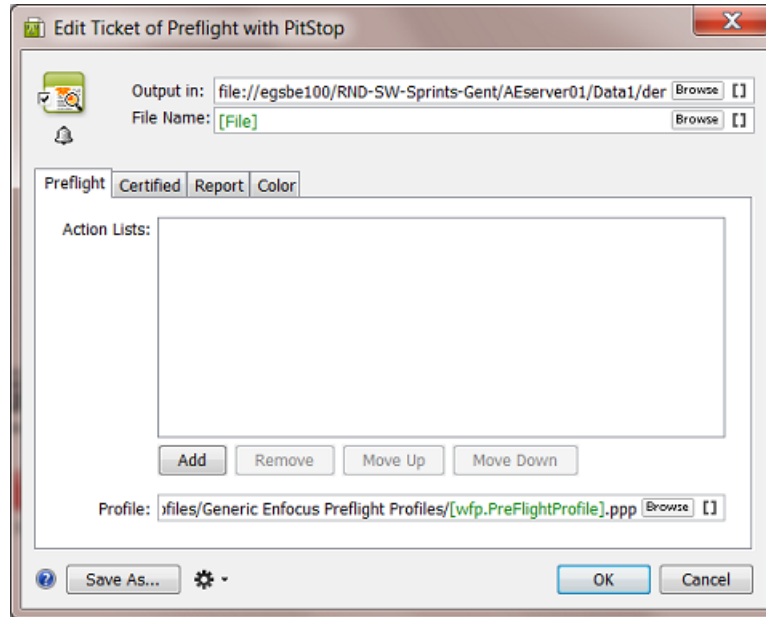 Edit Ticket of Preflight with PitStop
Output in: file://egsbe100/RND-SW-Sprints-Gent/AEserver01/Data1/der Browse []
File Name: [File] Browse []
Preflight Certified Report Color
Action Lists:
Add Remove Move Up Move Down
Profile: ofiles/Generic Enfocus Preflight Profiles/[wfp.PreFlightProfile].ppp Browse []
Save As... OK Cancel